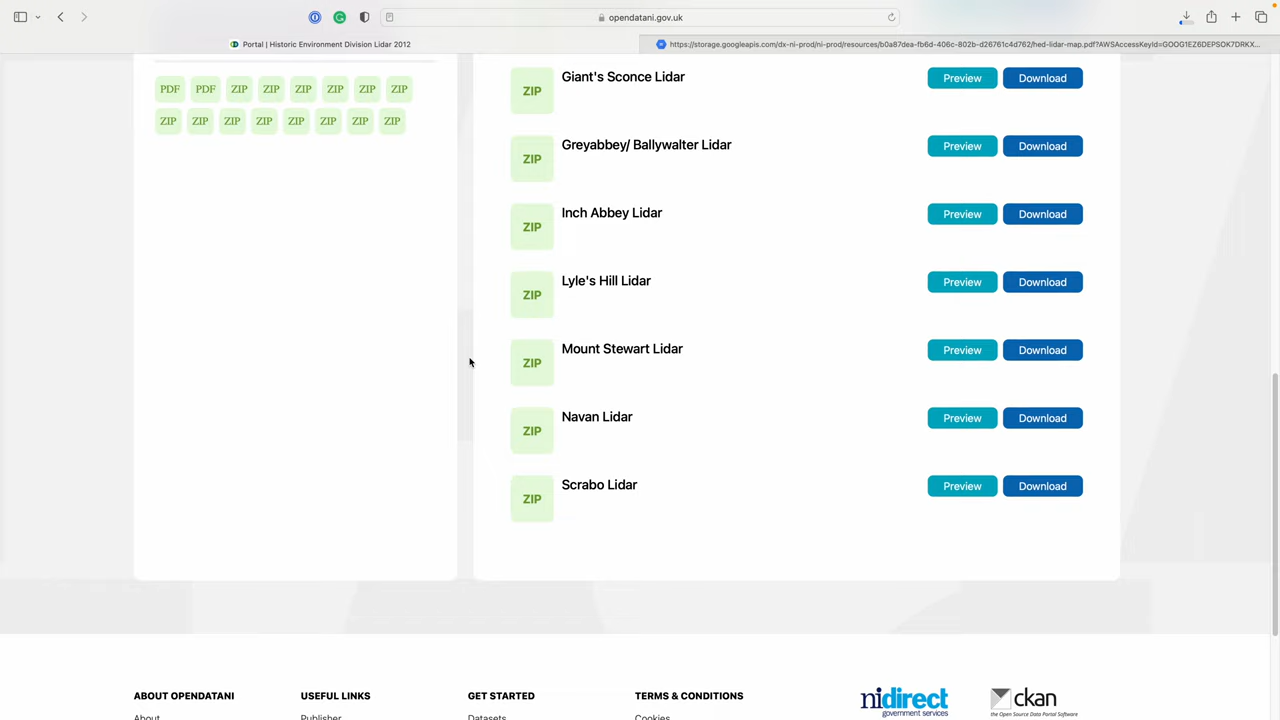 opendatani.gov.uk
Portal | Historic Environment Division Lidar 2012
https://storage.googleapis.com/dx-ni-prod/ni-prod/resources/b0a87dea-fb6d-406c-802b-d26761c4d762/hed-lidar-map.pdf?AWSAccessKeyId=GOOG1EZ6DEPSOK7DRKX...
PDF PDF ZIP ZIP ZIP ZIP ZIP ZIP
ZIP ZIP ZIP ZIP ZIP ZIP ZIP ZIP
ZIP Giant's Sconce Lidar Preview Download
ZIP Greyabbey/ Ballywalter Lidar Preview Download
ZIP Inch Abbey Lidar Preview Download
ZIP Lyle's Hill Lidar Preview Download
ZIP Mount Stewart Lidar Preview Download
ZIP Navan Lidar Preview Download
ZIP Scrabo Lidar Preview Download
ABOUT OPENDATANI USEFUL LINKS GET STARTED TERMS & CONDITIONS
About Publisher Datasets Cookies
nidirect
government services
ckan
the Open Source Data Portal Software